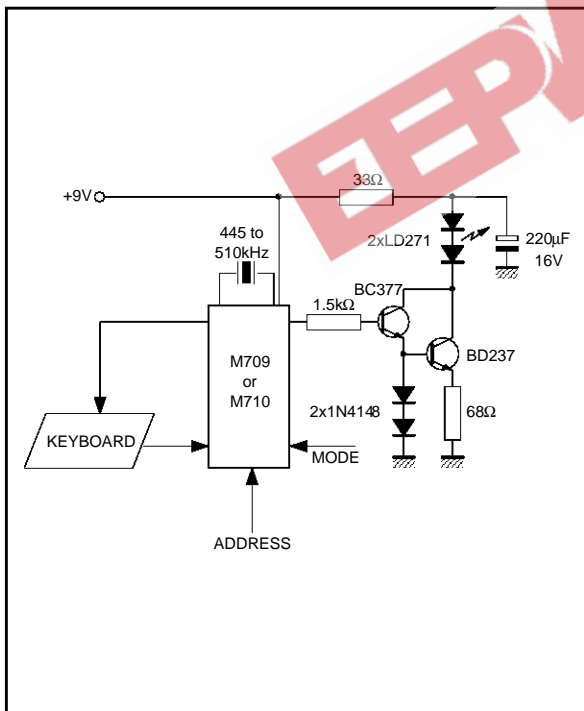 EEPW
33Ω
+9V
445 to
510kHz
2xLD271
220µF
16V
BC377
1.5kΩ
BD237
M709
or
M710
2x1N4148
68Ω
KEYBOARD
MODE
ADDRESS